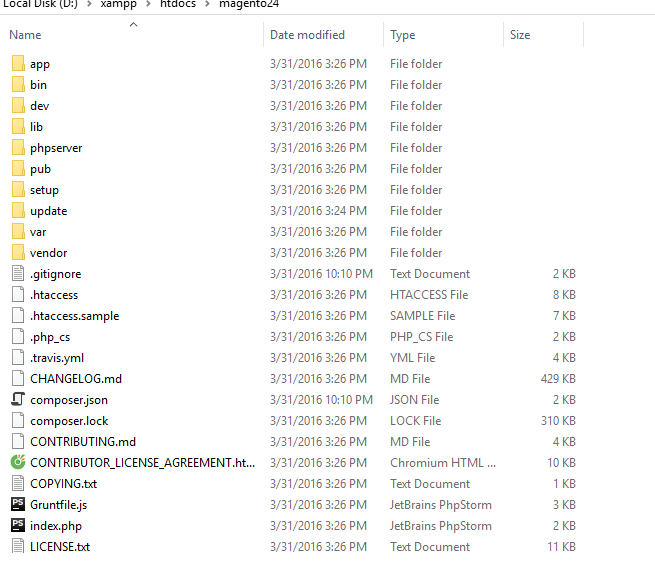 Local Disk (D:) > xampp > htdocs > magento24
Name Date modified Type Size
app 3/31/2016 3:26 PM File folder
bin 3/31/2016 3:26 PM File folder
dev 3/31/2016 3:26 PM File folder
lib 3/31/2016 3:26 PM File folder
phpserver 3/31/2016 3:26 PM File folder
pub 3/31/2016 3:26 PM File folder
setup 3/31/2016 3:26 PM File folder
update 3/31/2016 3:24 PM File folder
var 3/31/2016 3:26 PM File folder
vendor 3/31/2016 3:26 PM File folder
.gitignore 3/31/2016 10:10 PM Text Document 2 KB
.htaccess 3/31/2016 3:26 PM HTACCESS File 8 KB
.htaccess.sample 3/31/2016 3:26 PM SAMPLE File 7 KB
.php_cs 3/31/2016 3:26 PM PHP_CS File 2 KB
.travis.yml 3/31/2016 3:26 PM YML File 4 KB
CHANGELOG.md 3/31/2016 3:26 PM MD File 429 KB
composer.json 3/31/2016 10:10 PM JSON File 2 KB
composer.lock 3/31/2016 3:26 PM LOCK File 310 KB
CONTRIBUTING.md 3/31/2016 3:26 PM MD File 4 KB
CONTRIBUTOR_LICENSE_AGREEMENT.ht... 3/31/2016 3:26 PM Chromium HTML ... 10 KB
COPYING.txt 3/31/2016 3:26 PM Text Document 1 KB
PS Gruntfile.js 3/31/2016 3:26 PM JetBrains PhpStorm 3 KB
PS index.php 3/31/2016 3:26 PM JetBrains PhpStorm 2 KB
LICENSE.txt 3/31/2016 3:26 PM Text Document 11 KB